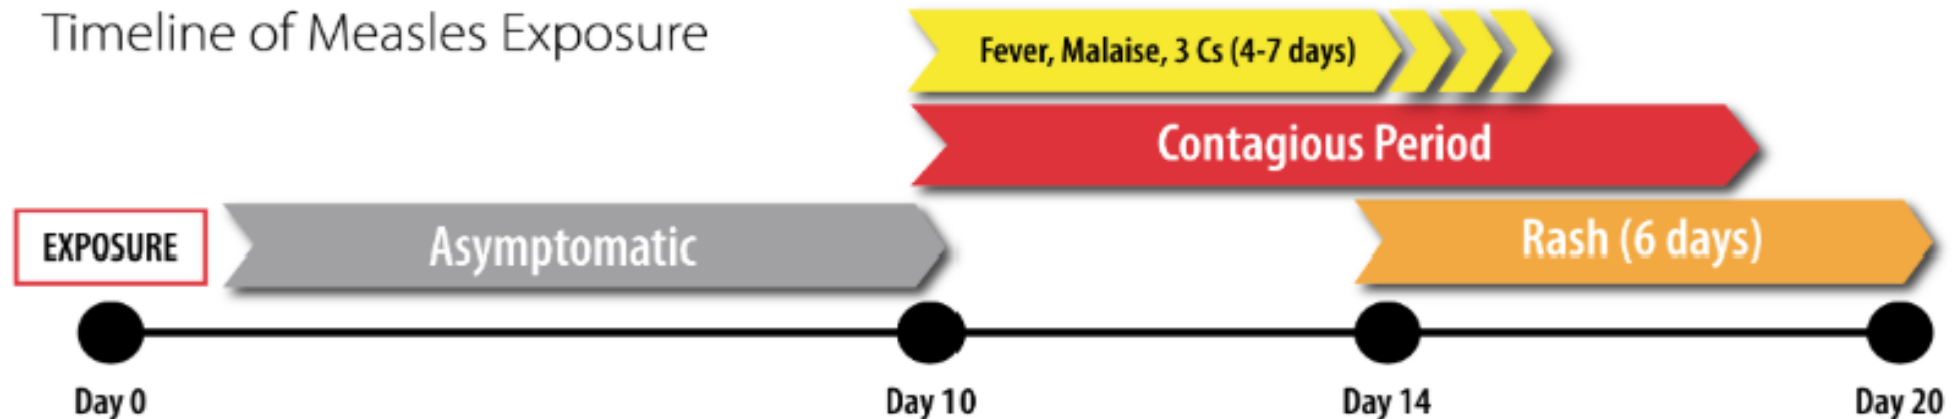 Timeline of Measles Exposure
Fever, Malaise, 3 Cs (4-7 days)
Contagious Period
EXPOSURE
Asymptomatic
Rash (6 days)
Day 0
Day 10
Day 14
Day 20